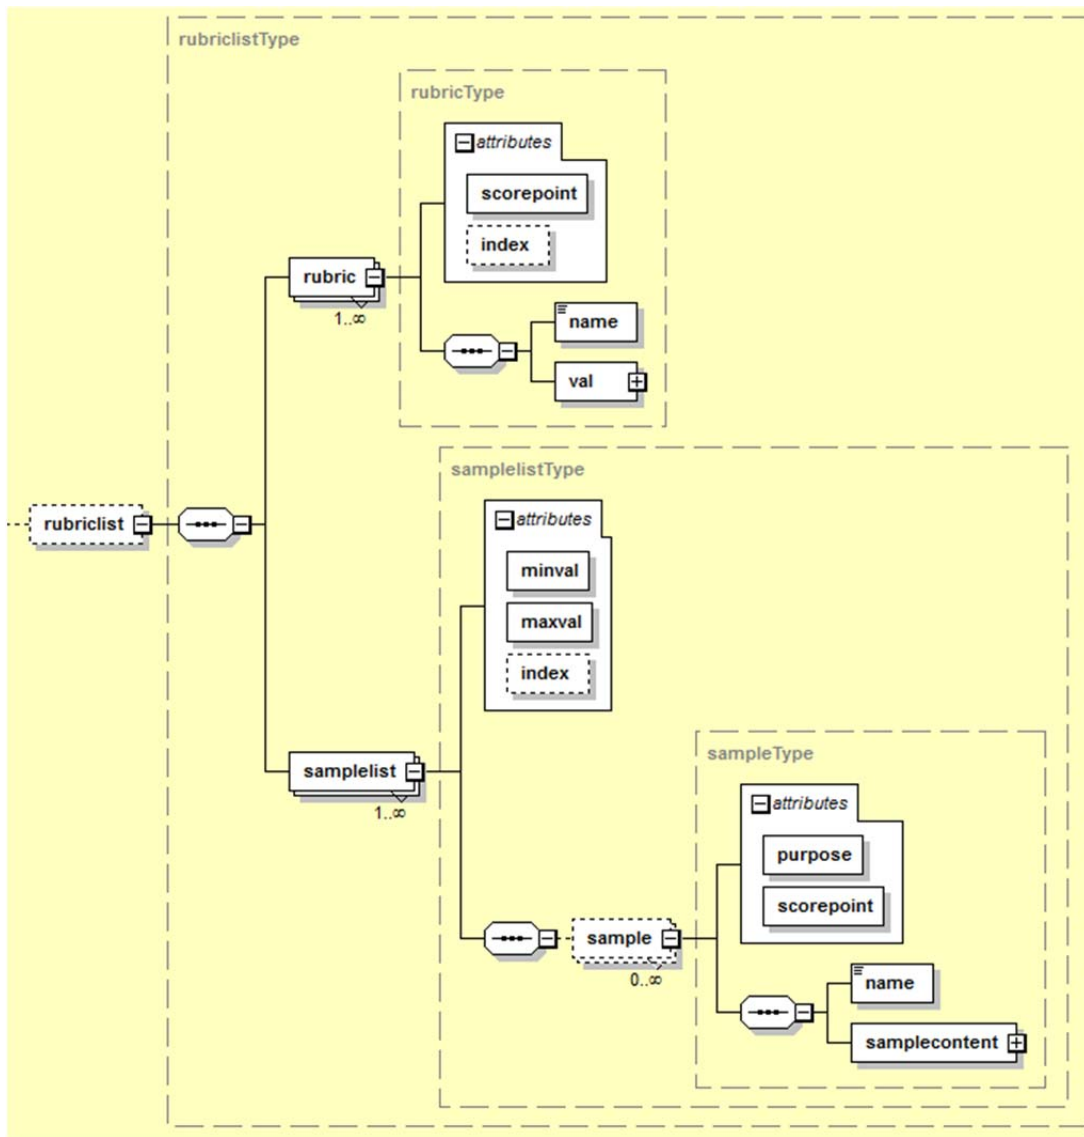 rubriclistType
rubricType
attributes
scorepoint
index
rubric
1..∞
name
val
samplelistType
rubriclist
attributes
minval
maxval
index
samplelist
1..∞
sampleType
attributes
purpose
scorepoint
sample
0..∞
name
samplecontent